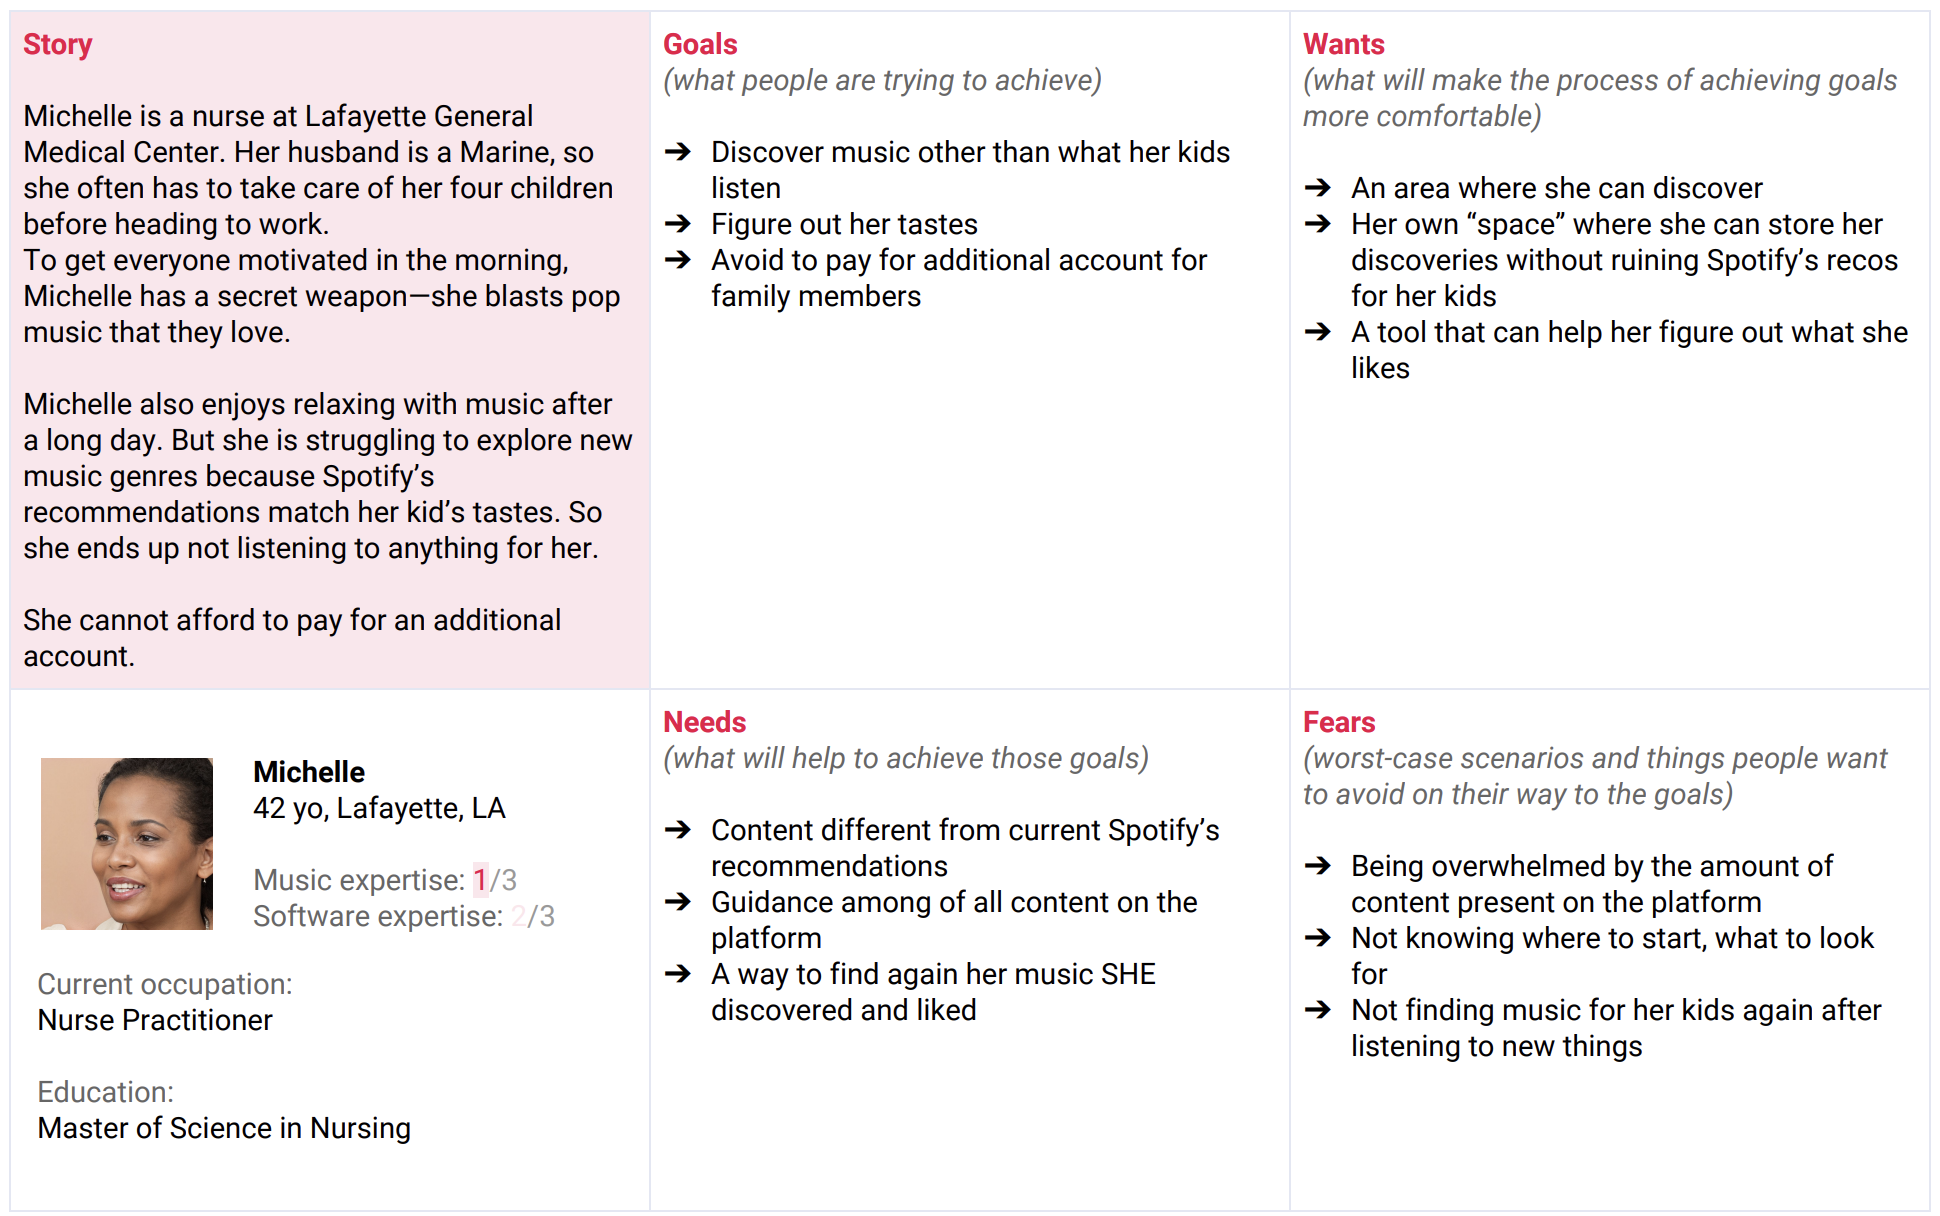 Story
Michelle is a nurse at Lafayette General
Medical Center. Her husband is a Marine, so
she often has to take care of her four children
before heading to work.
To get everyone motivated in the morning,
Michelle has a secret weapon—she blasts pop
music that they love.
Michelle also enjoys relaxing with music after
a long day. But she is struggling to explore new
music genres because Spotify’s
recommendations match her kid’s tastes. So
she ends up not listening to anything for her.
She cannot afford to pay for an additional
account.
Goals
(what people are trying to achieve)
➔ Discover music other than what her kids
listen
➔ Figure out her tastes
➔ Avoid to pay for additional account for
family members
Wants
(what will make the process of achieving goals
more comfortable)
➔ An area where she can discover
➔ Her own “space” where she can store her
discoveries without ruining Spotify’s recos
for her kids
➔ A tool that can help her figure out what she
likes
Michelle
42 yo, Lafayette, LA
Music expertise: 1/3
Software expertise: 2/3
Current occupation:
Nurse Practitioner
Education:
Master of Science in Nursing
Needs
(what will help to achieve those goals)
➔ Content different from current Spotify’s
recommendations
➔ Guidance among of all content on the
platform
➔ A way to find again her music SHE
discovered and liked
Fears
(worst-case scenarios and things people want
to avoid on their way to the goals)
➔ Being overwhelmed by the amount of
content present on the platform
➔ Not knowing where to start, what to look
for
➔ Not finding music for her kids again after
listening to new things